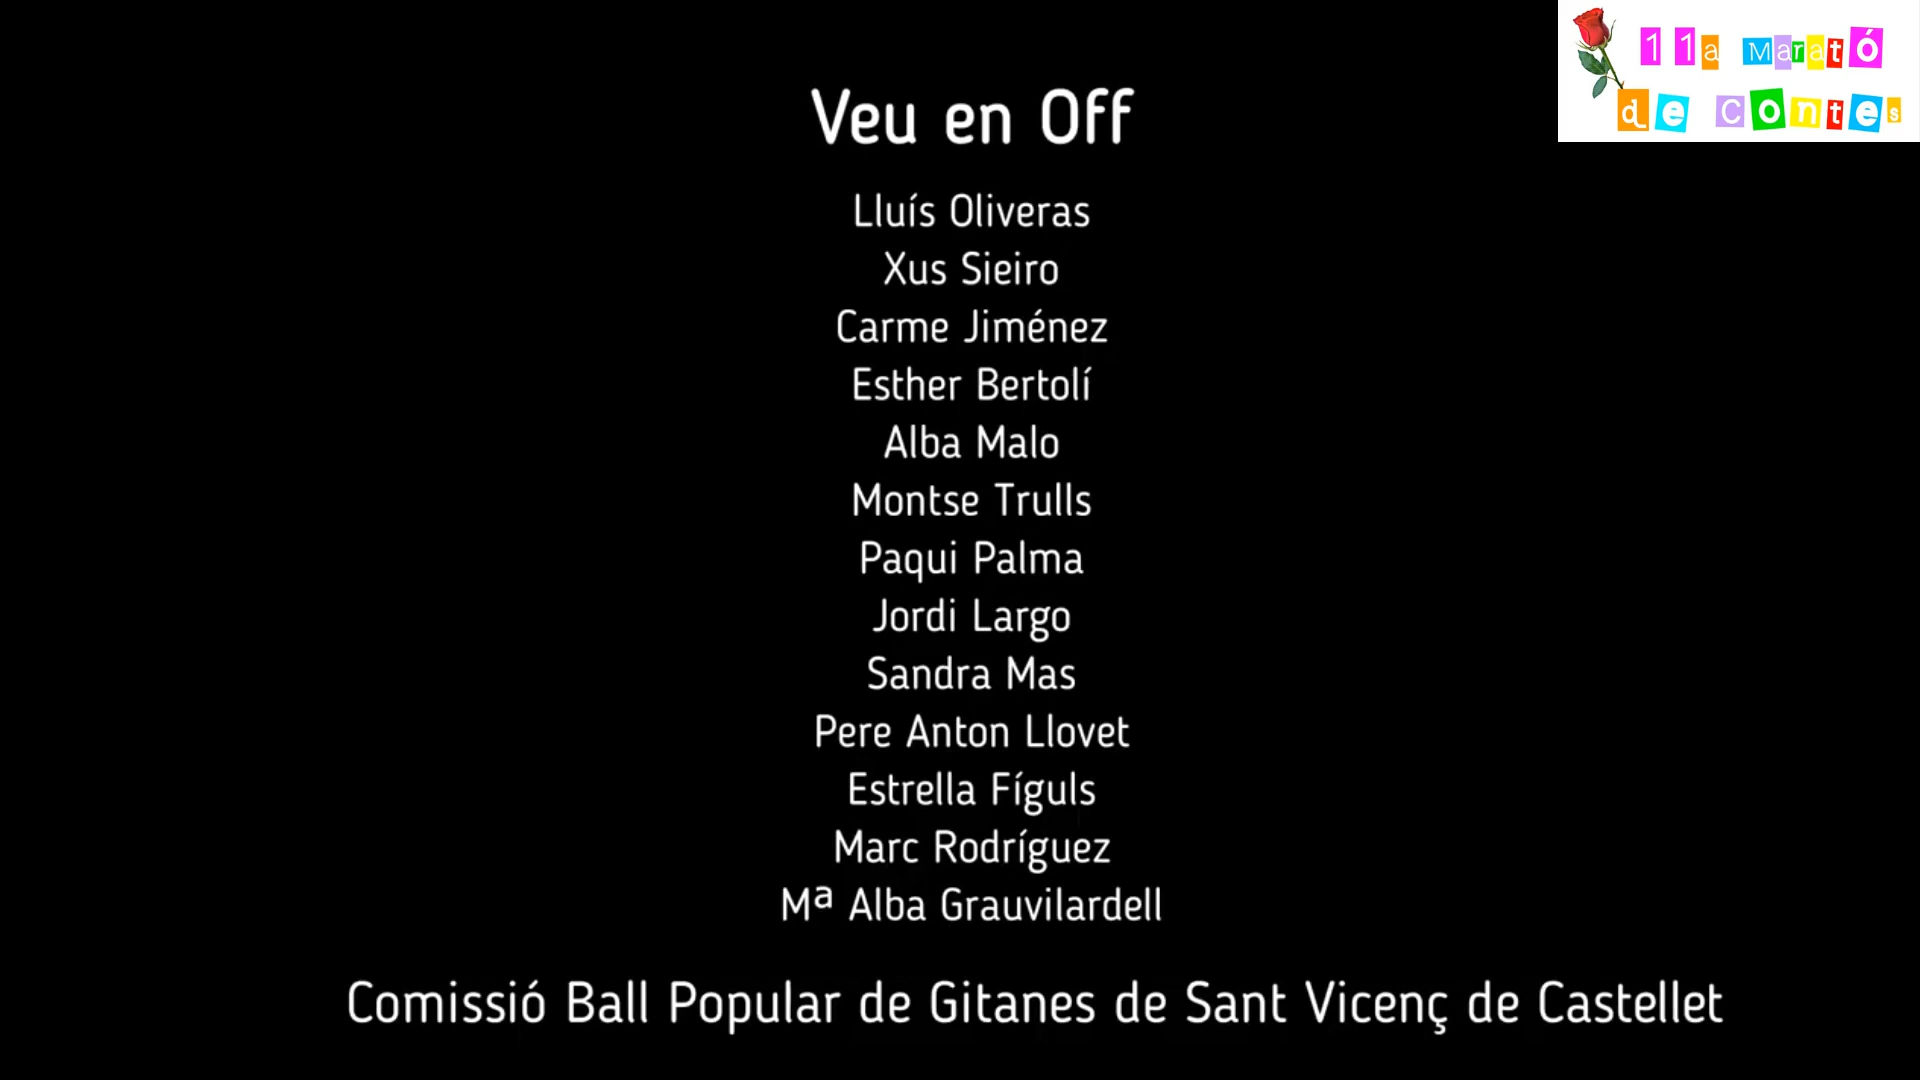 11a Marató
de Contes
Veu en Off
Lluís Oliveras
Xus Sieiro
Carme Jiménez
Esther Bertolí
Alba Malo
Montse Trulls
Paqui Palma
Jordi Largo
Sandra Mas
Pere Anton Llovet
Estrella Fíguls
Marc Rodríguez
Mª Alba Grauvilardell
Comissió Ball Popular de Gitanes de Sant Vicenç de Castellet